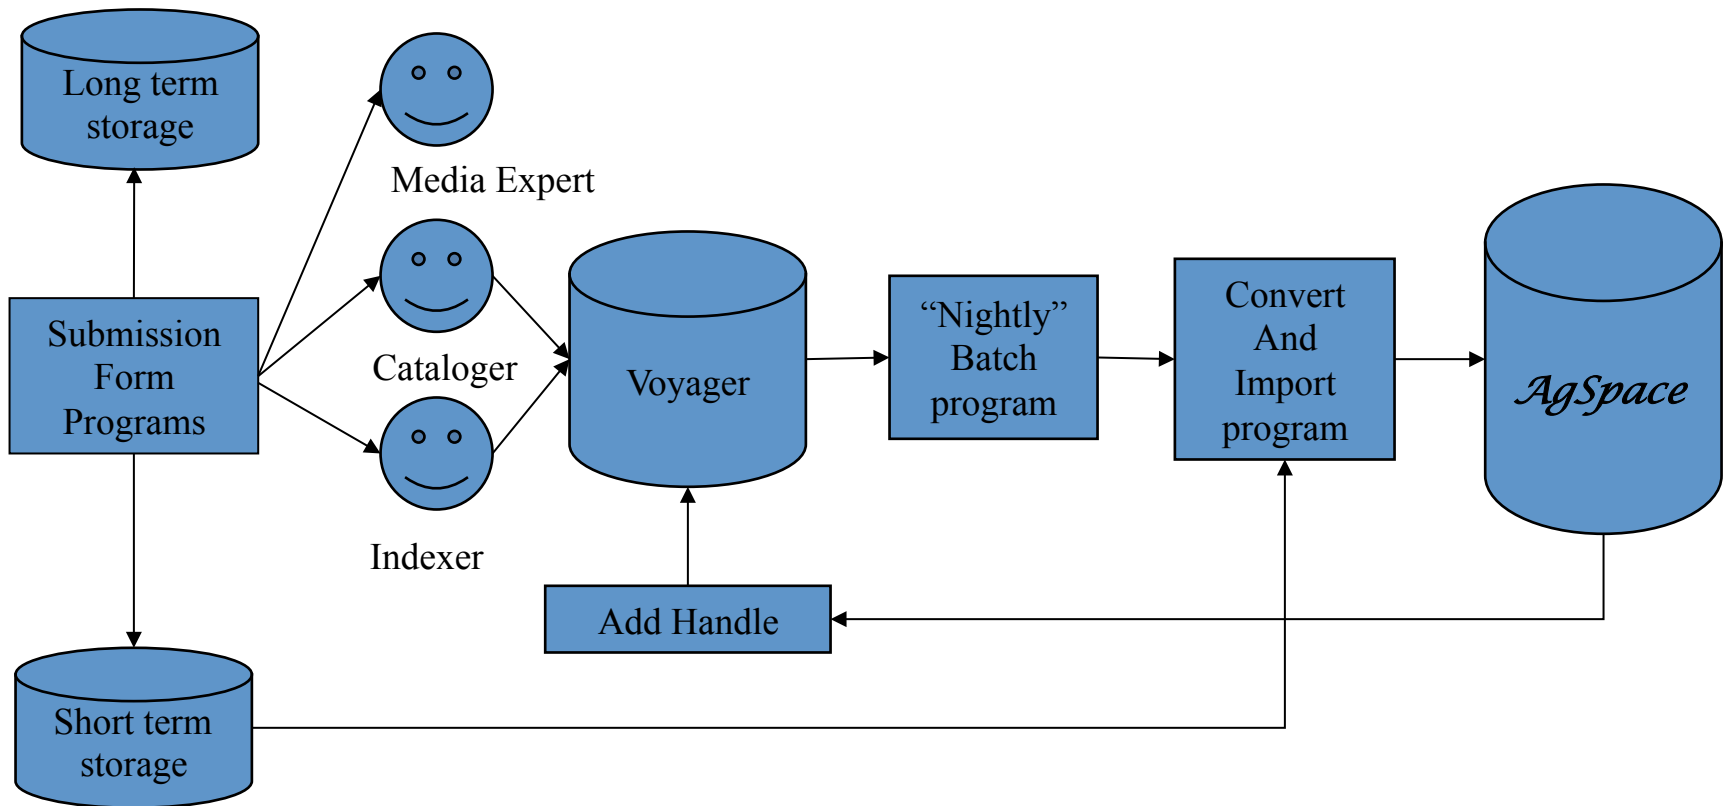 Long term
storage
Media Expert
Submission
Form
Programs
Cataloger
Indexer
Voyager
“Nightly”
Batch
program
Convert
And
Import
program
AgSpace
Add Handle
Short term
storage